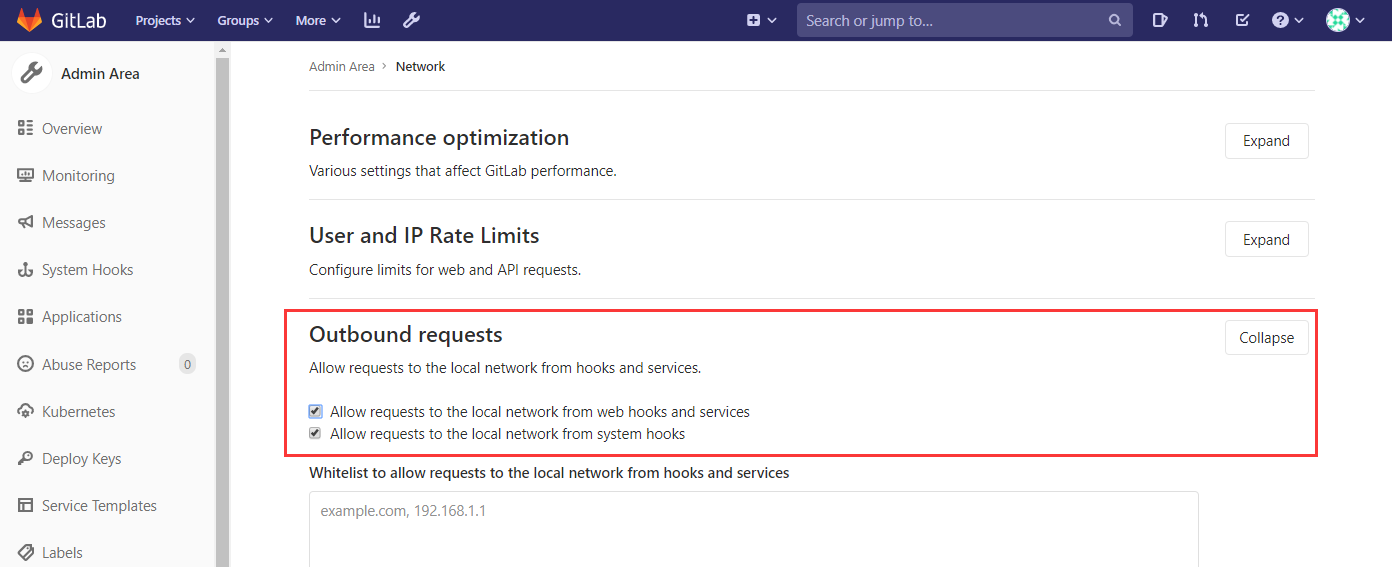 GitLab Projects Groups More Search or jump to...
Admin Area
Overview
Monitoring
Messages
System Hooks
Applications
Abuse Reports 0
Kubernetes
Deploy Keys
Service Templates
Labels
Admin Area > Network
Performance optimization
Expand
Various settings that affect GitLab performance.
User and IP Rate Limits
Expand
Configure limits for web and API requests.
Outbound requests
Collapse
Allow requests to the local network from hooks and services.
Allow requests to the local network from web hooks and services
Allow requests to the local network from system hooks
Whitelist to allow requests to the local network from hooks and services
example.com, 192.168.1.1